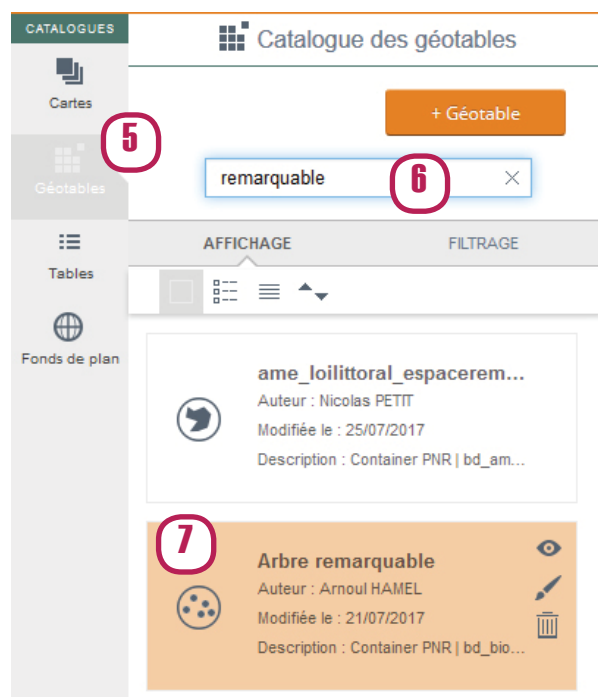 CATALOGUES
Catalogue des géotables
Cartes
+ Géotable
5
Géotables
remarquable
6
AFFICHAGE
FILTRAGE
Tables
Fonds de plan
ame_loilittoral_espacerem...
Auteur : Nicolas PETIT
Modifiée le : 25/07/2017
Description : Container PNR | bd_am...
7
Arbre remarquable
Auteur : Arnoul HAMEL
Modifiée le : 21/07/2017
Description : Container PNR | bd_bio...